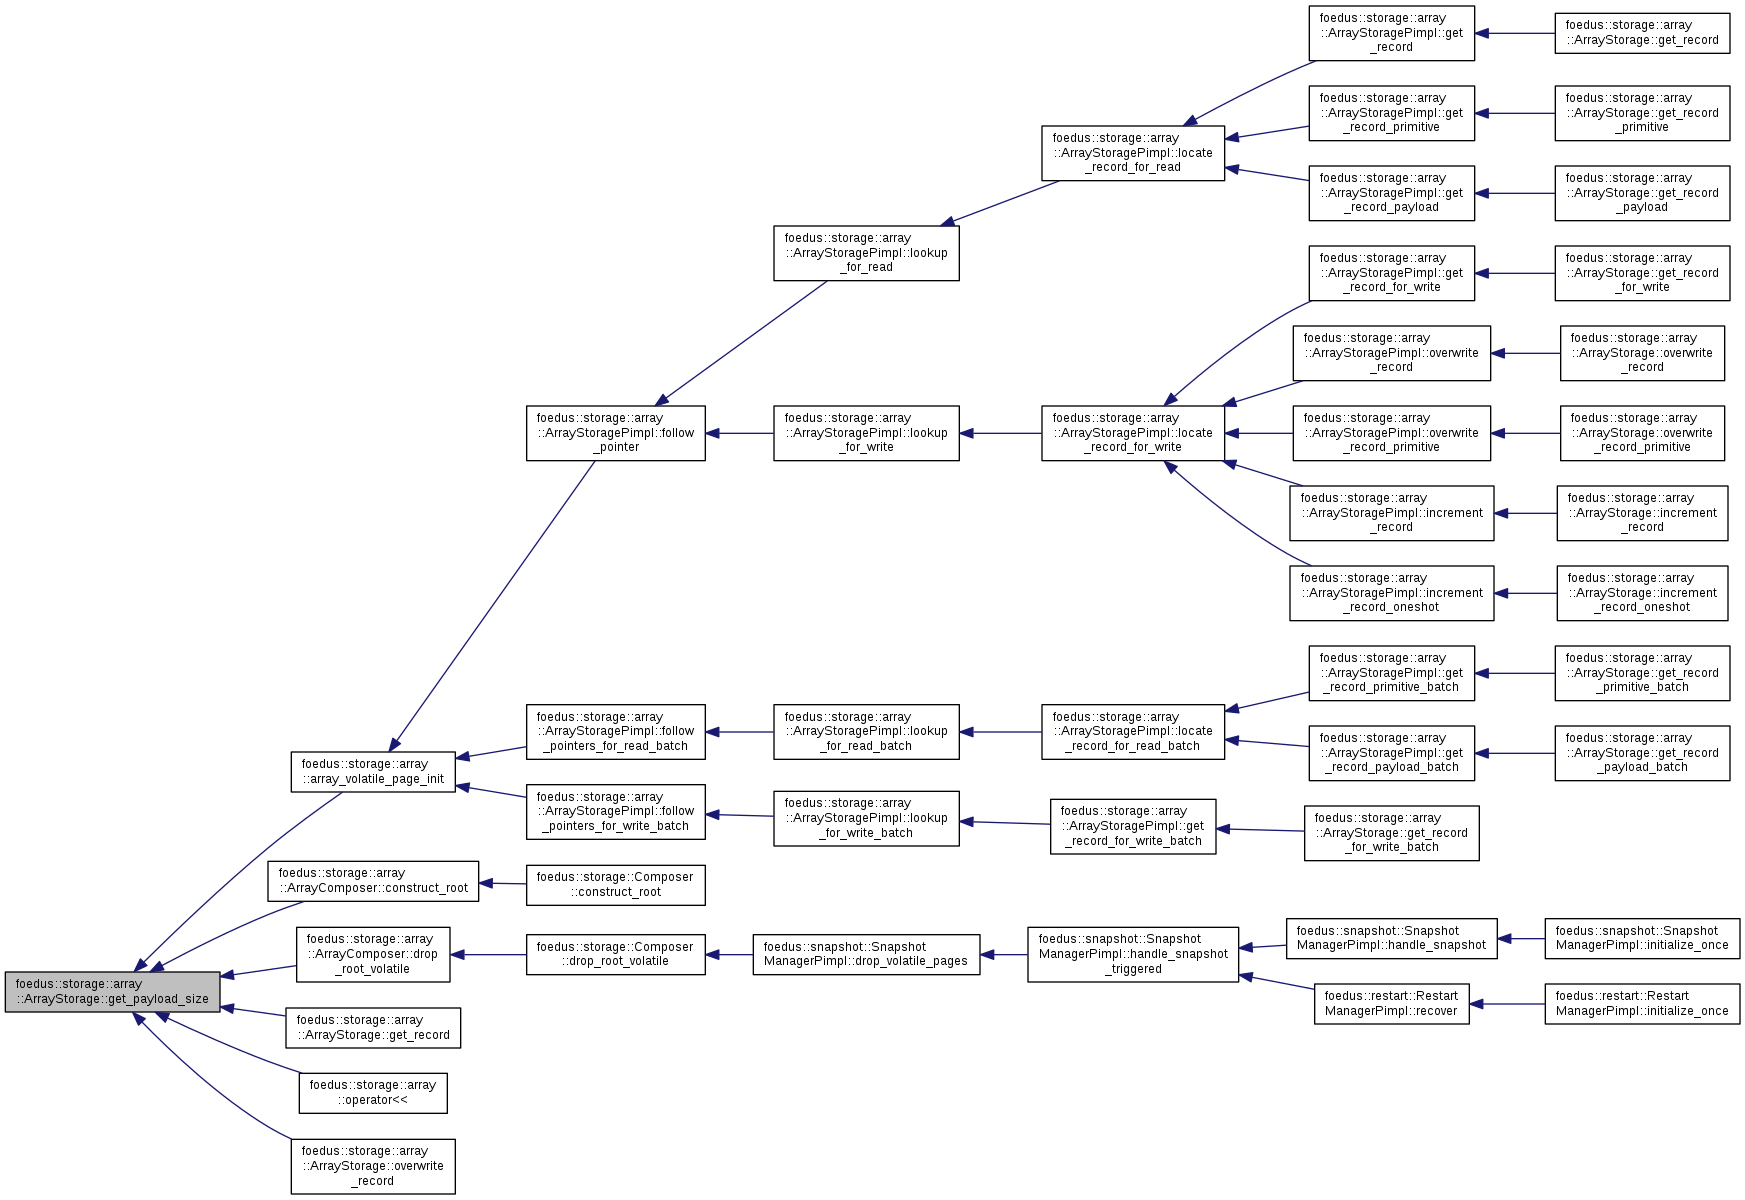 foedus::storage::array
::ArrayStorage::get_payload_size
foedus::storage::array
::array_volatile_page_init
foedus::storage::array
::ArrayStoragePimpl::follow
_pointer
foedus::storage::array
::ArrayStoragePimpl::lookup
_for_read
foedus::storage::array
::ArrayStoragePimpl::locate
_record_for_read
foedus::storage::array
::ArrayStoragePimpl::get
_record
foedus::storage::array
::ArrayStorage::get_record
foedus::storage::array
::ArrayStoragePimpl::get
_record_primitive
foedus::storage::array
::ArrayStorage::get_record
_primitive
foedus::storage::array
::ArrayStoragePimpl::get
_record_payload
foedus::storage::array
::ArrayStorage::get_record
_payload
foedus::storage::array
::ArrayStoragePimpl::lookup
_for_write
foedus::storage::array
::ArrayStoragePimpl::locate
_record_for_write
foedus::storage::array
::ArrayStoragePimpl::get
_record_for_write
foedus::storage::array
::ArrayStorage::get_record
_for_write
foedus::storage::array
::ArrayStoragePimpl::overwrite
_record
foedus::storage::array
::ArrayStorage::overwrite
_record
foedus::storage::array
::ArrayStoragePimpl::overwrite
_record_primitive
foedus::storage::array
::ArrayStorage::overwrite
_record_primitive
foedus::storage::array
::ArrayStoragePimpl::increment
_record
foedus::storage::array
::ArrayStorage::increment
_record
foedus::storage::array
::ArrayStoragePimpl::increment
_record_oneshot
foedus::storage::array
::ArrayStorage::increment
_record_oneshot
foedus::storage::array
::ArrayStoragePimpl::follow
_pointers_for_read_batch
foedus::storage::array
::ArrayStoragePimpl::lookup
_for_read_batch
foedus::storage::array
::ArrayStoragePimpl::locate
_record_for_read_batch
foedus::storage::array
::ArrayStoragePimpl::get
_record_primitive_batch
foedus::storage::array
::ArrayStorage::get_record
_primitive_batch
foedus::storage::array
::ArrayStoragePimpl::get
_record_payload_batch
foedus::storage::array
::ArrayStorage::get_record
_payload_batch
foedus::storage::array
::ArrayStoragePimpl::follow
_pointers_for_write_batch
foedus::storage::array
::ArrayStoragePimpl::lookup
_for_write_batch
foedus::storage::array
::ArrayStoragePimpl::get
_record_for_write_batch
foedus::storage::array
::ArrayStorage::get_record
_for_write_batch
foedus::storage::array
::ArrayComposer::construct_root
foedus::storage::Composer
::construct_root
foedus::storage::array
::ArrayComposer::drop
_root_volatile
foedus::storage::Composer
::drop_root_volatile
foedus::snapshot::Snapshot
ManagerPimpl::drop_volatile_pages
foedus::snapshot::Snapshot
ManagerPimpl::handle_snapshot
_triggered
foedus::snapshot::Snapshot
ManagerPimpl::handle_snapshot
foedus::snapshot::Snapshot
ManagerPimpl::initialize_once
foedus::restart::Restart
ManagerPimpl::recover
foedus::restart::Restart
ManagerPimpl::initialize_once
foedus::storage::array
::ArrayStorage::get_record
foedus::storage::array
::operator<<
foedus::storage::array
::ArrayStorage::overwrite
_record